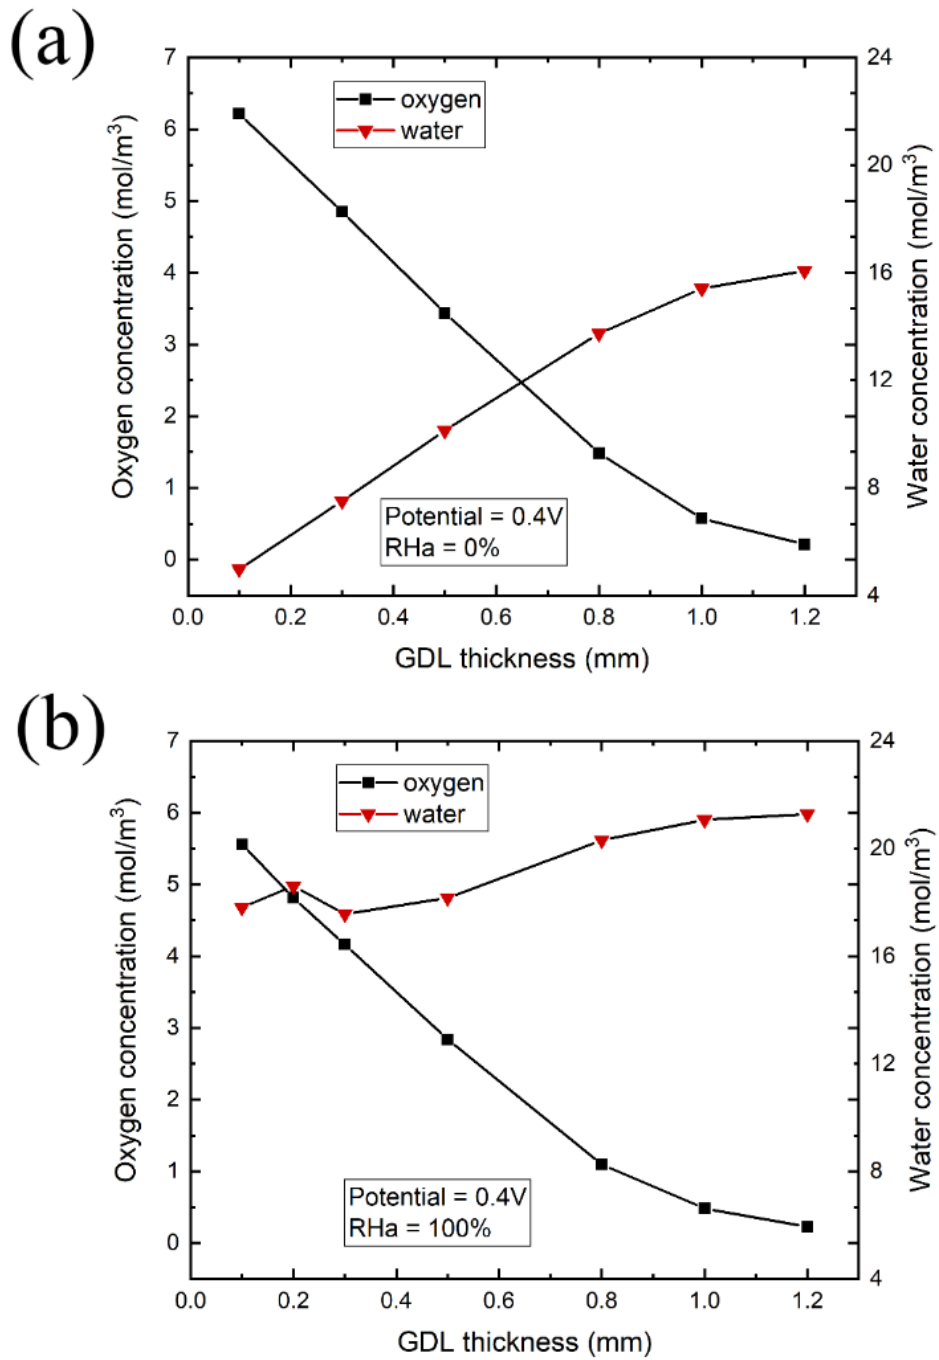 (a)
7
6
5
4
3
2
1
0
Oxygen concentration (mol/m³)
24
20
16
12
8
4
Water concentration (mol/m³)
oxygen
water
Potential = 0.4V
RHa = 0%
0.0 0.2 0.4 0.6 0.8 1.0 1.2
GDL thickness (mm)
(b)
7
6
5
4
3
2
1
0
Oxygen concentration (mol/m³)
24
20
16
12
8
4
Water concentration (mol/m³)
oxygen
water
Potential = 0.4V
RHa = 100%
0.0 0.2 0.4 0.6 0.8 1.0 1.2
GDL thickness (mm)